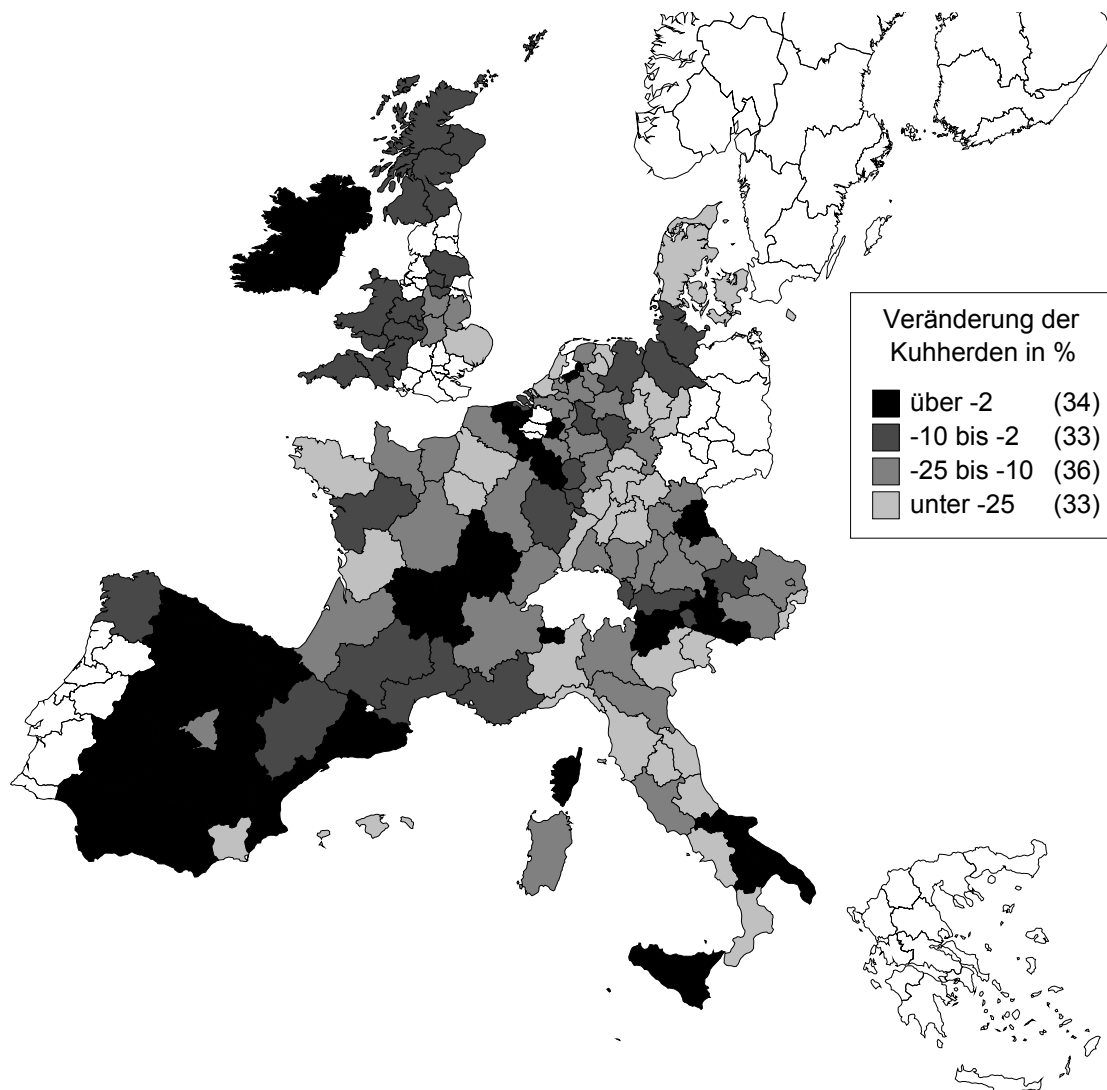 Veränderung der
Kuhherden in %
über -2 (34)
-10 bis -2 (33)
-25 bis -10 (36)
unter -25 (33)